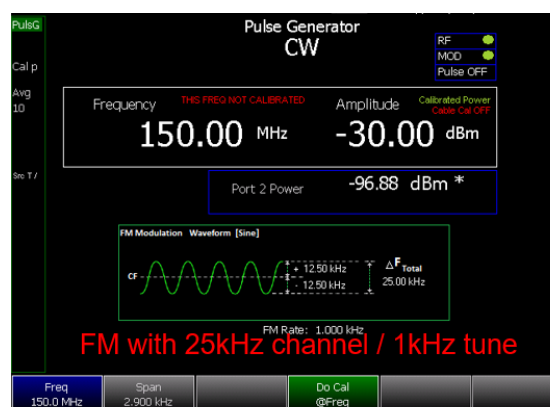 PulsG
Pulse Generator
CW
RF
MOD
Pulse OFF
Cal p
Avg
10
Frequency
THIS FREQ NOT CALIBRATED
Amplitude
Calibrated Power
Cable Cal OFF
150.00 MHz
-30.00 dBm
Src T /
Port 2 Power
-96.88 dBm *
FM Modulation Waveform [Sine]
CF
+ 12.50 kHz
- 12.50 kHz
△F Total
25.00 kHz
FM Rate: 1.000 kHz
FM with 25kHz channel / 1kHz tune
Freq
150.0 MHz
Span
2.900 kHz
Do Cal
@Freq